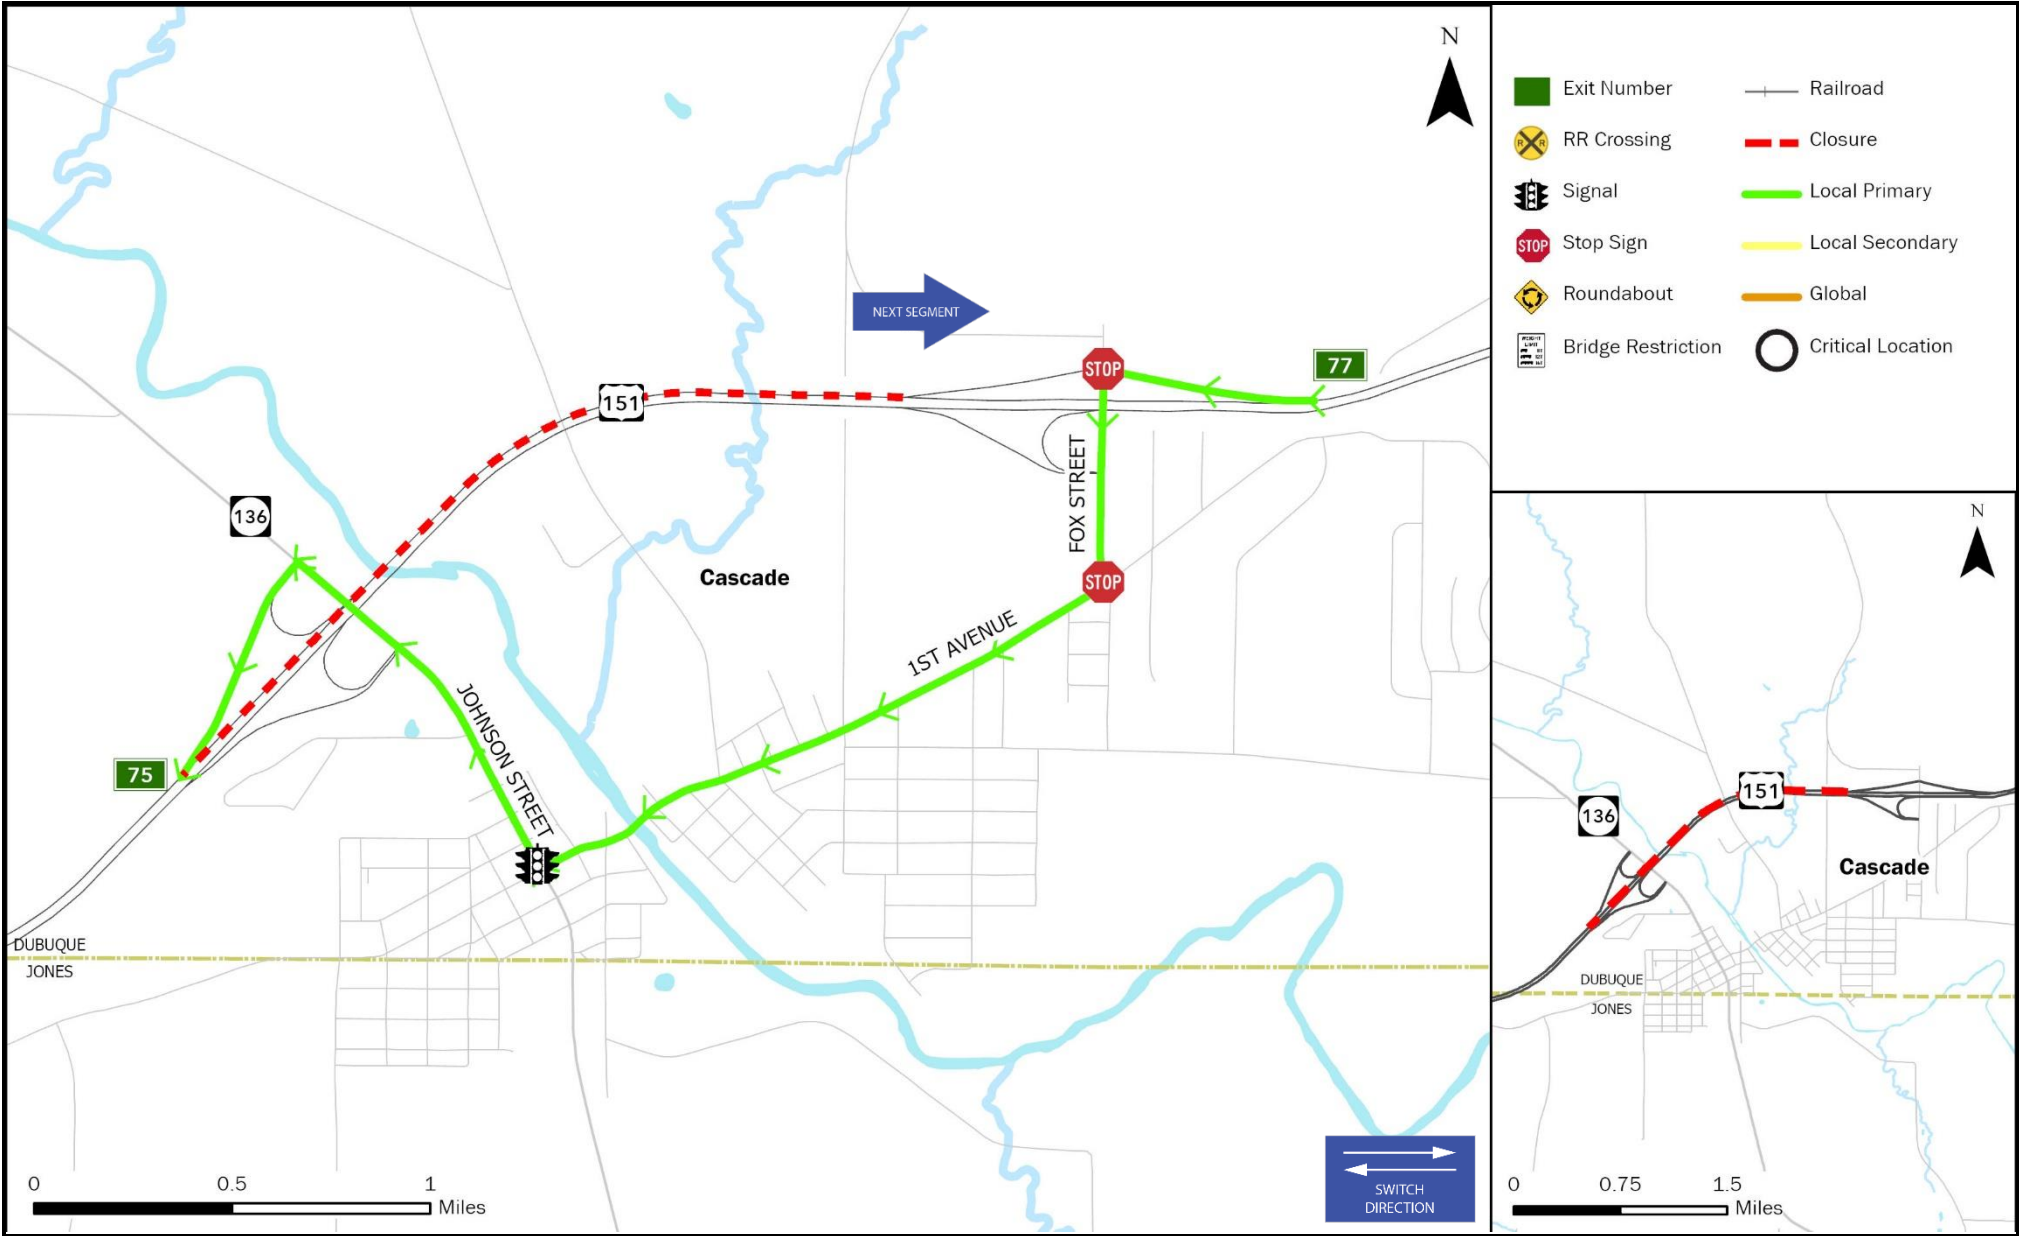 N
NEXT SEGMENT
STOP
77
151
136
FOX STREET
STOP
Cascade
1ST AVENUE
JOHNSON STREET
75
DUBUQUE
JONES
0 0.5 1
Miles
SWITCH
DIRECTION
Exit Number
Railroad
R R
RR Crossing
Closure
Signal
Local Primary
STOP
Stop Sign
Local Secondary
Roundabout
Global
Bridge Restriction
Critical Location
N
151
136
Cascade
DUBUQUE
JONES
0 0.75 1.5
Miles